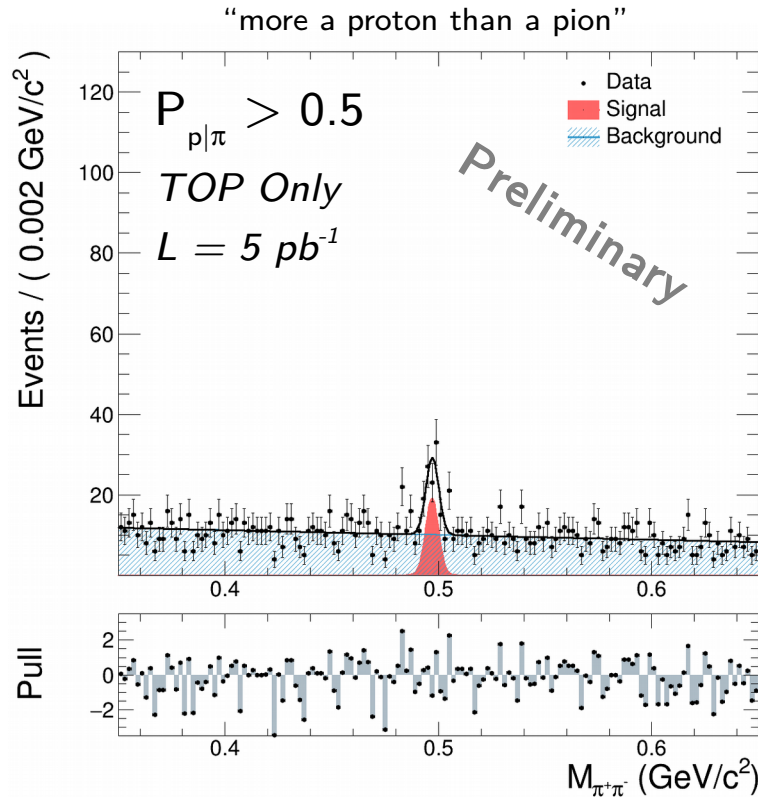 “more a proton than a pion”
Events / ( 0.002 GeV/c² )
120
100
80
60
40
20
P p|π > 0.5
TOP Only
L = 5 pb⁻¹
Data
Signal
Background
Preliminary
0.4 0.5 0.6
Pull
2
0
−2
0.4 0.5 0.6
M π⁺π⁻ (GeV/c²)